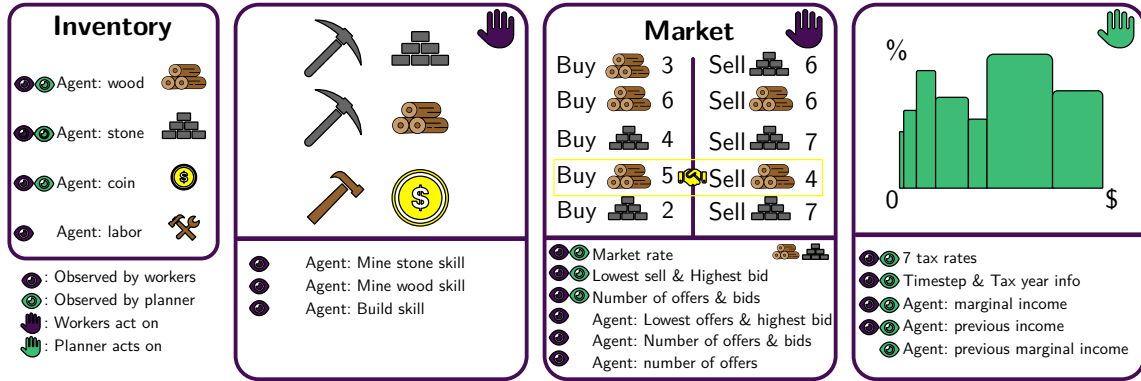 Inventory
Agent: wood
Agent: stone
Agent: coin
Agent: labor
: Observed by workers
: Observed by planner
: Workers act on
: Planner acts on
$
Agent: Mine stone skill
Agent: Mine wood skill
Agent: Build skill
Market
Buy 3 Sell 6
Buy 6 Sell 6
Buy 4 Sell 7
Buy 5 Sell 4
Buy 2 Sell 7
Market rate
Lowest sell & Highest bid
Number of offers & bids
Agent: Lowest offers & highest bid
Agent: Number of offers & bids
Agent: number of offers
%
0 $
7 tax rates
Timestep & Tax year info
Agent: marginal income
Agent: previous income
Agent: previous marginal income